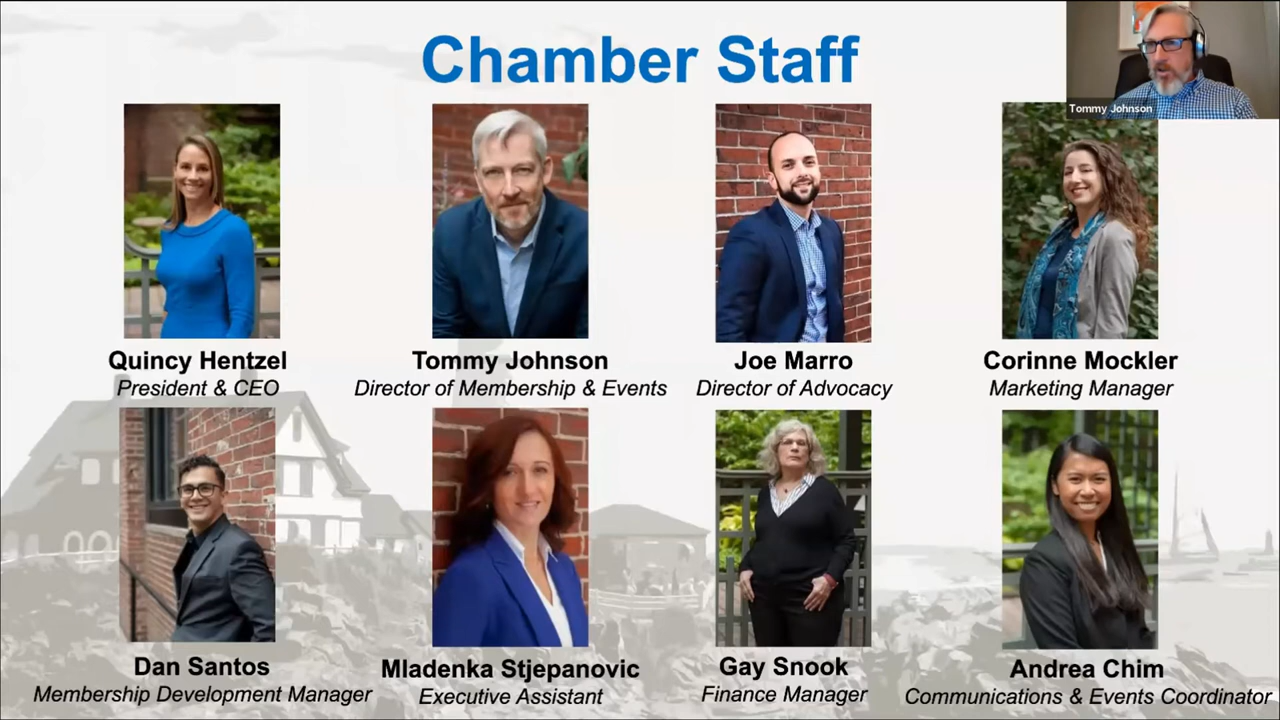 Chamber Staff
Tommy Johnson
Quincy Hentzel
President & CEO
Tommy Johnson
Director of Membership & Events
Joe Marro
Director of Advocacy
Corinne Mockler
Marketing Manager
Dan Santos
Membership Development Manager
Mladenka Stjepanovic
Executive Assistant
Gay Snook
Finance Manager
Andrea Chim
Communications & Events Coordinator